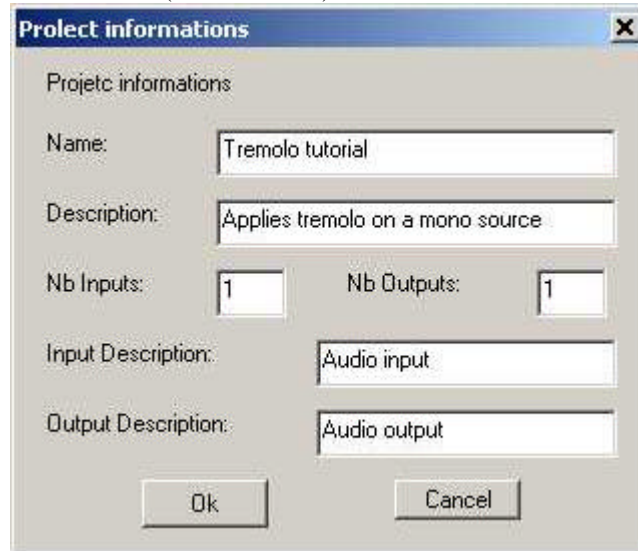 Prolect informations
Projetc informations
Name: Tremolo tutorial
Description: Applies tremolo on a mono source
Nb Inputs: 1 Nb Outputs: 1
Input Description: Audio input
Output Description: Audio output
Ok Cancel